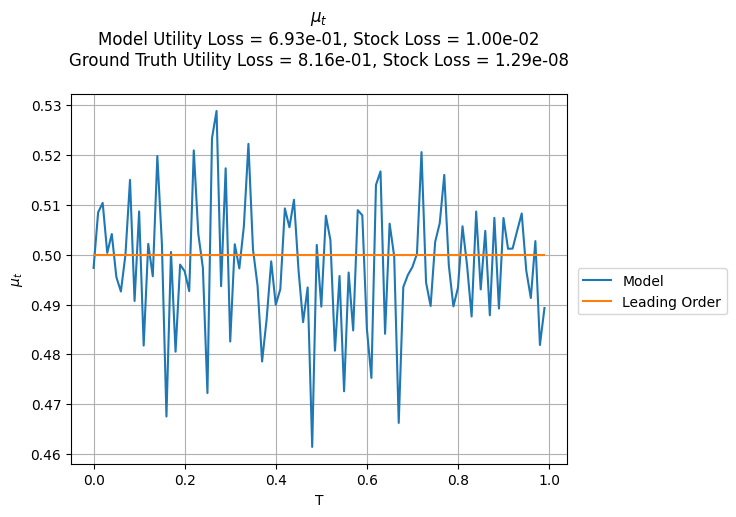 μt
Model Utility Loss = 6.93e-01, Stock Loss = 1.00e-02
Ground Truth Utility Loss = 8.16e-01, Stock Loss = 1.29e-08
0.53
0.52
0.51
0.50
0.49
0.48
0.47
0.46
μt
0.0
0.2
0.4
0.6
0.8
1.0
T
Model
Leading Order